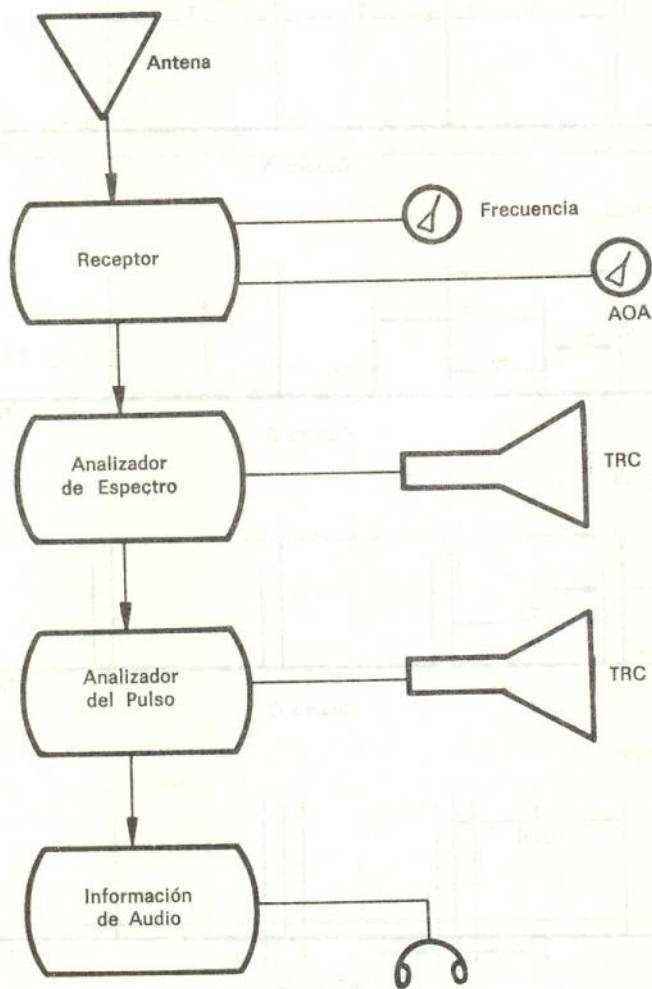 Antena
Frecuencia
Receptor
AOA
Analizador
de Espectro
TRC
Analizador
del Pulso
TRC
Información
de Audio